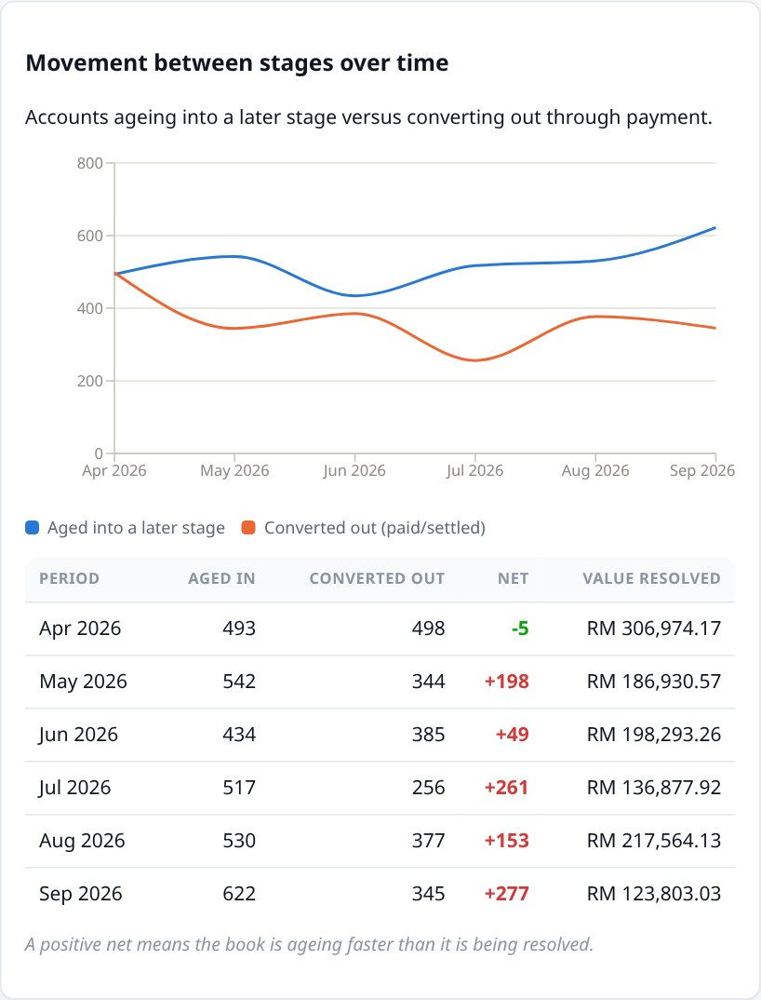 Movement between stages over time
Accounts ageing into a later stage versus converting out through payment.
800
600
400
200
0
Apr 2026 May 2026 Jun 2026 Jul 2026 Aug 2026 Sep 2026
Aged into a later stage Converted out (paid/settled)
PERIOD AGED IN CONVERTED OUT NET VALUE RESOLVED
Apr 2026 493 498 -5 RM 306,974.17
May 2026 542 344 +198 RM 186,930.57
Jun 2026 434 385 +49 RM 198,293.26
Jul 2026 517 256 +261 RM 136,877.92
Aug 2026 530 377 +153 RM 217,564.13
Sep 2026 622 345 +277 RM 123,803.03
A positive net means the book is ageing faster than it is being resolved.